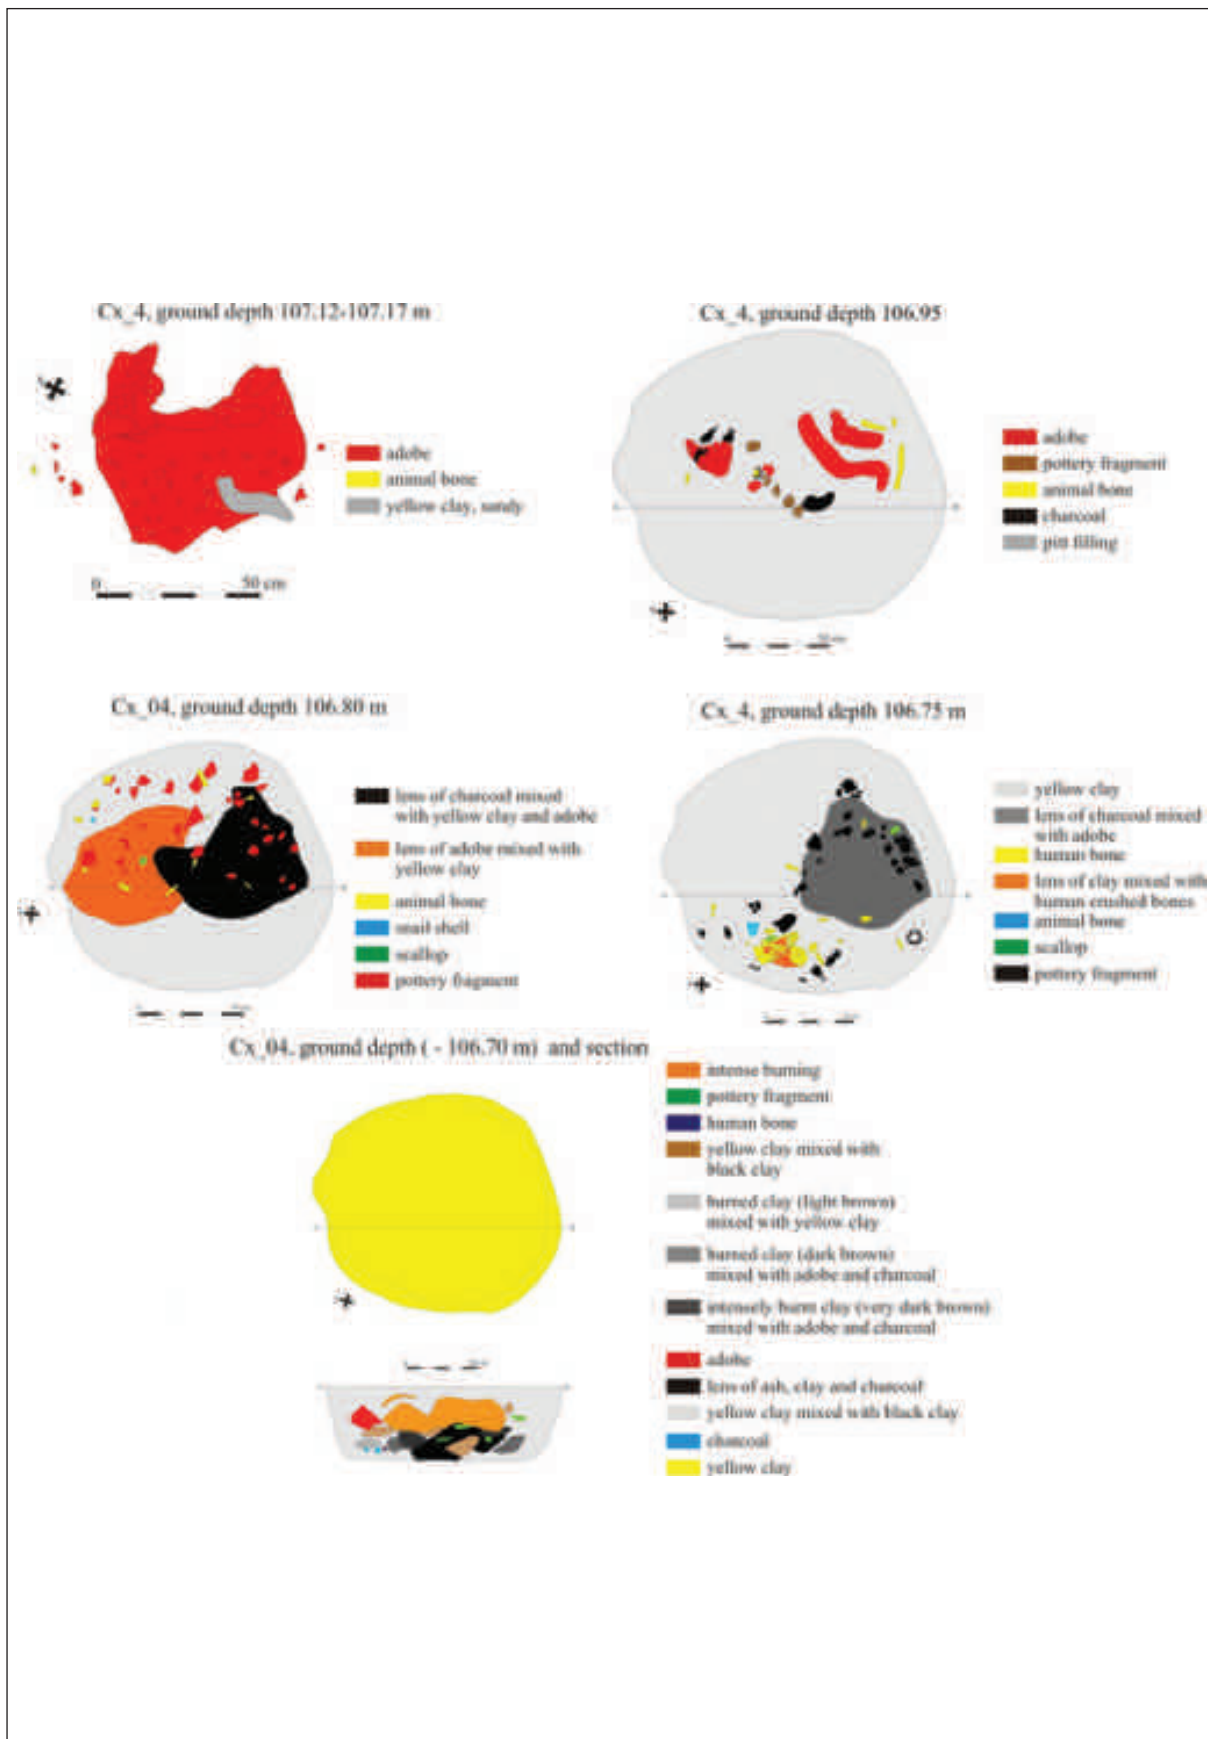 Cx_4, ground depth 107.12-107.17 m
adobe
animal bone
yellow clay, sandy
0 50 cm
Cx_4, ground depth 106.95
adobe
pottery fragment
animal bone
charcoal
pitt filling
Cx_04, ground depth 106.80 m
lens of charcoal mixed
with yellow clay and adobe
lens of adobe mixed with
yellow clay
animal bone
snail shell
scallop
pottery fragment
Cx_4, ground depth 106.75 m
yellow clay
lens of charcoal mixed
with adobe
human bone
lens of clay mixed with
human crushed bones
animal bone
scallop
pottery fragment
Cx_04, ground depth ( - 106.70 m) and section
intense burning
pottery fragment
human bone
yellow clay mixed with
black clay
burned clay (light brown)
mixed with yellow clay
burned clay (dark brown)
mixed with adobe and charcoal
intensely burnt clay (very dark brown)
mixed with adobe and charcoal
adobe
lens of ash, clay and charcoal
yellow clay mixed with black clay
charcoal
yellow clay